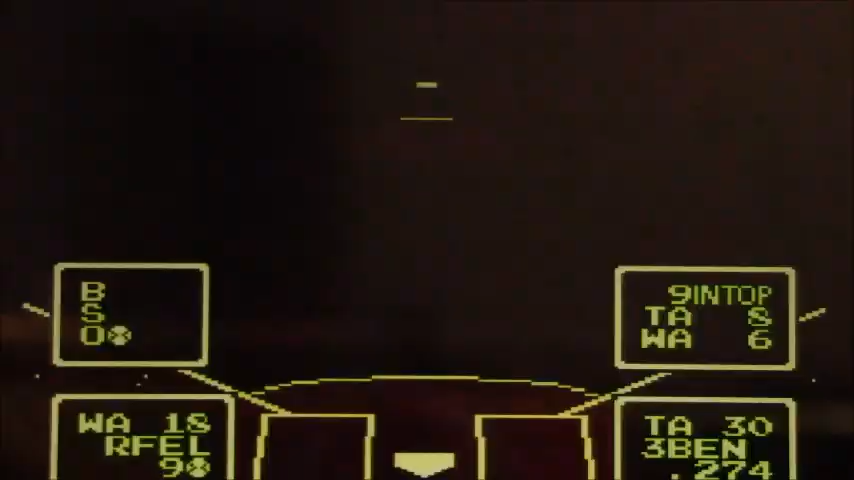 B
S
O
9INTOP
TA 8
WA 6
WA 18
RFEL
90
TA 30
3BEN
.274